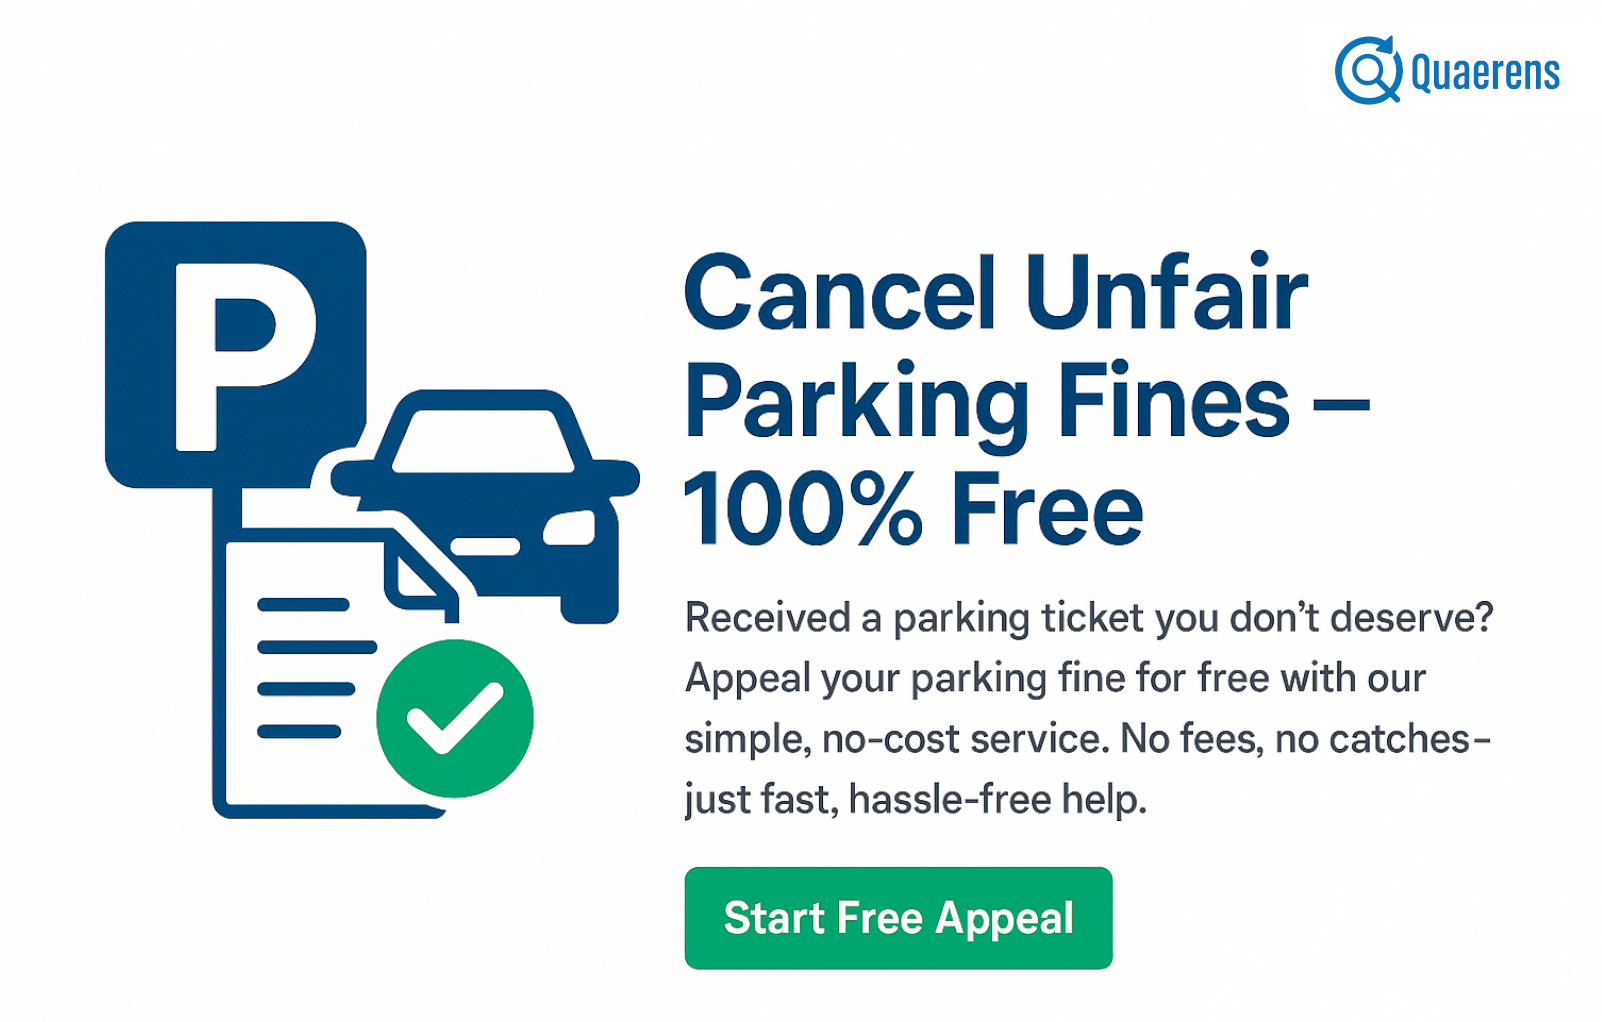 Quaerens
P
Cancel Unfair
Parking Fines –
100% Free
Received a parking ticket you don’t deserve?
Appeal your parking fine for free with our
simple, no-cost service. No fees, no catches–
just fast, hassle-free help.
Start Free Appeal